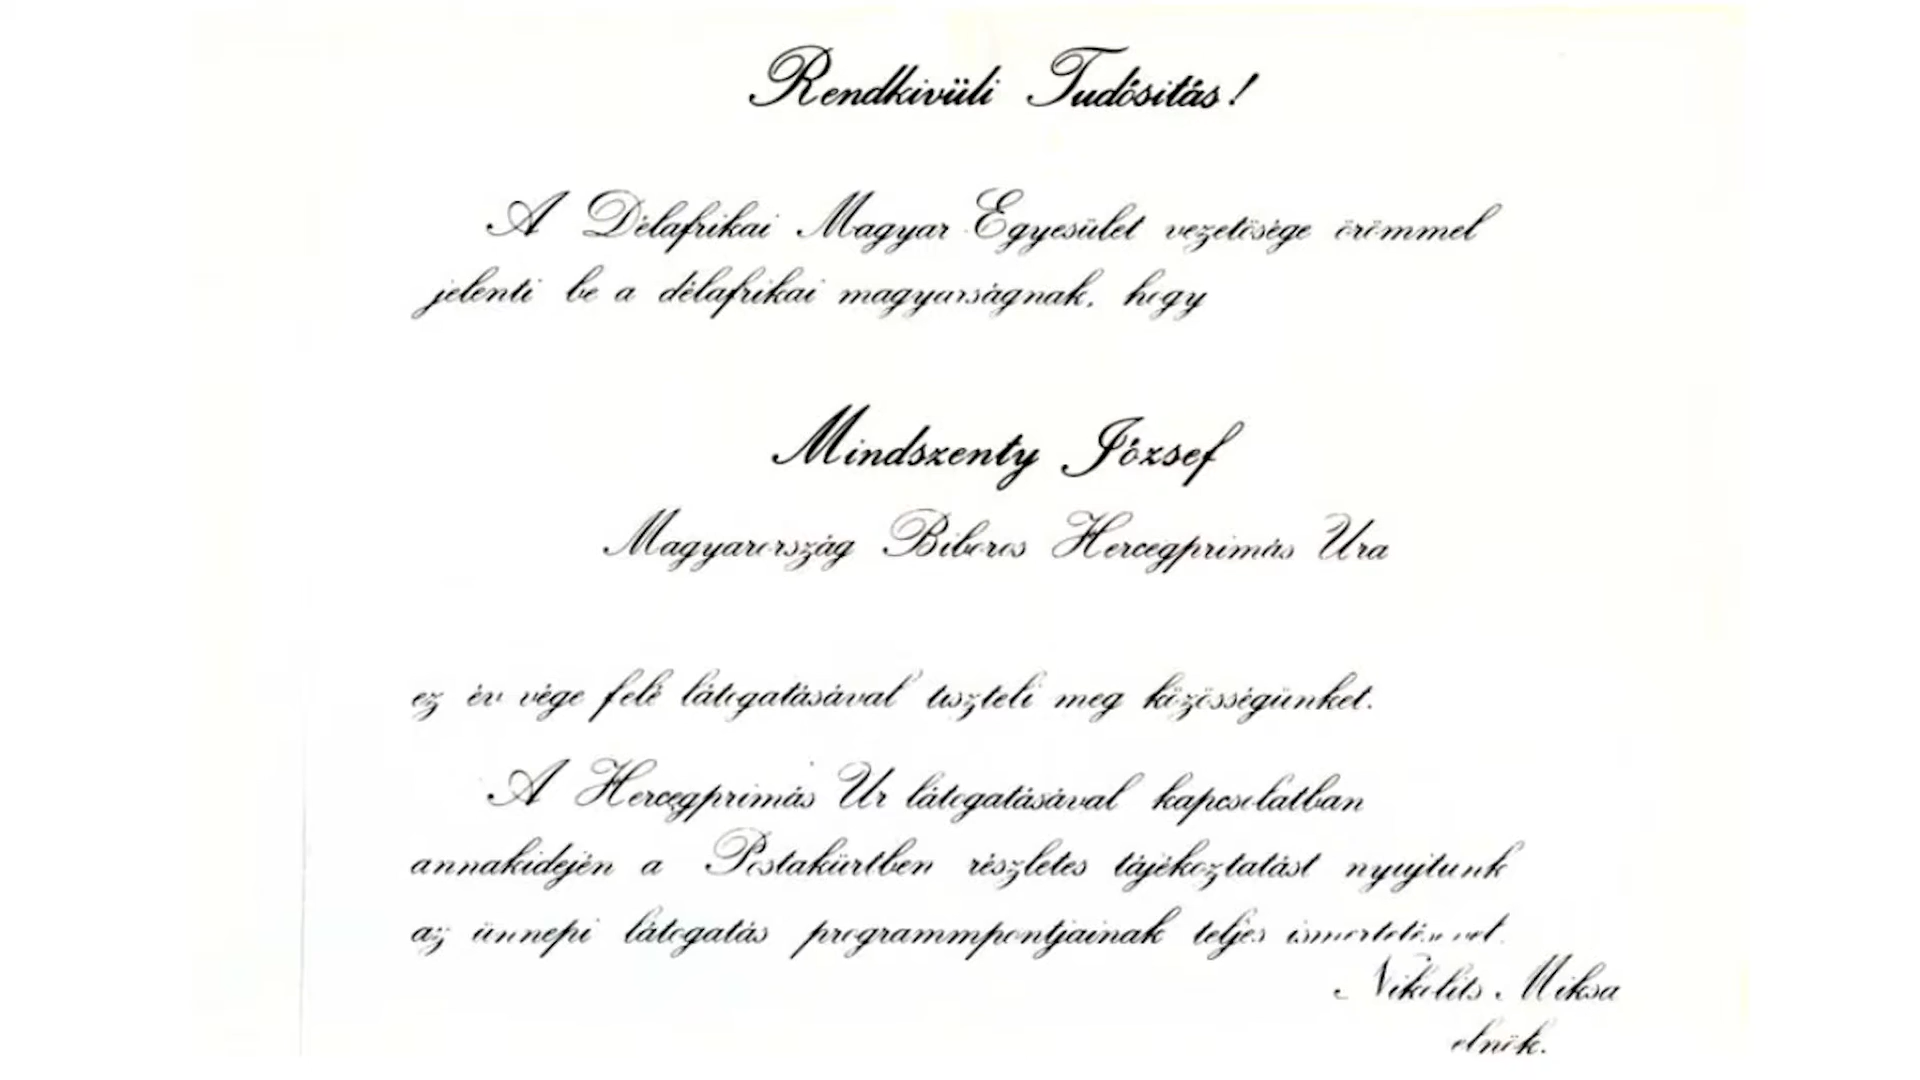 Rendkivüli Tudósitás!
A Délafrikai Magyar Egyesület vezetösége örömmel
jelenti be a délafrikai magyarságnak, hogy
Mindszenty József
Magyarország Biboros Hercegprimás Ura
ez év vége felé látogatásával tiszteli meg közösségünket.
A Hercegprimás Ur látogatásával kapcsolatban
annakidején a Postakürtben részletes tájékoztatást nyujtunk
az ünnepi látogatás programmpontjainak teljes ismertetésével.
Nikolits Miksa
elnök.